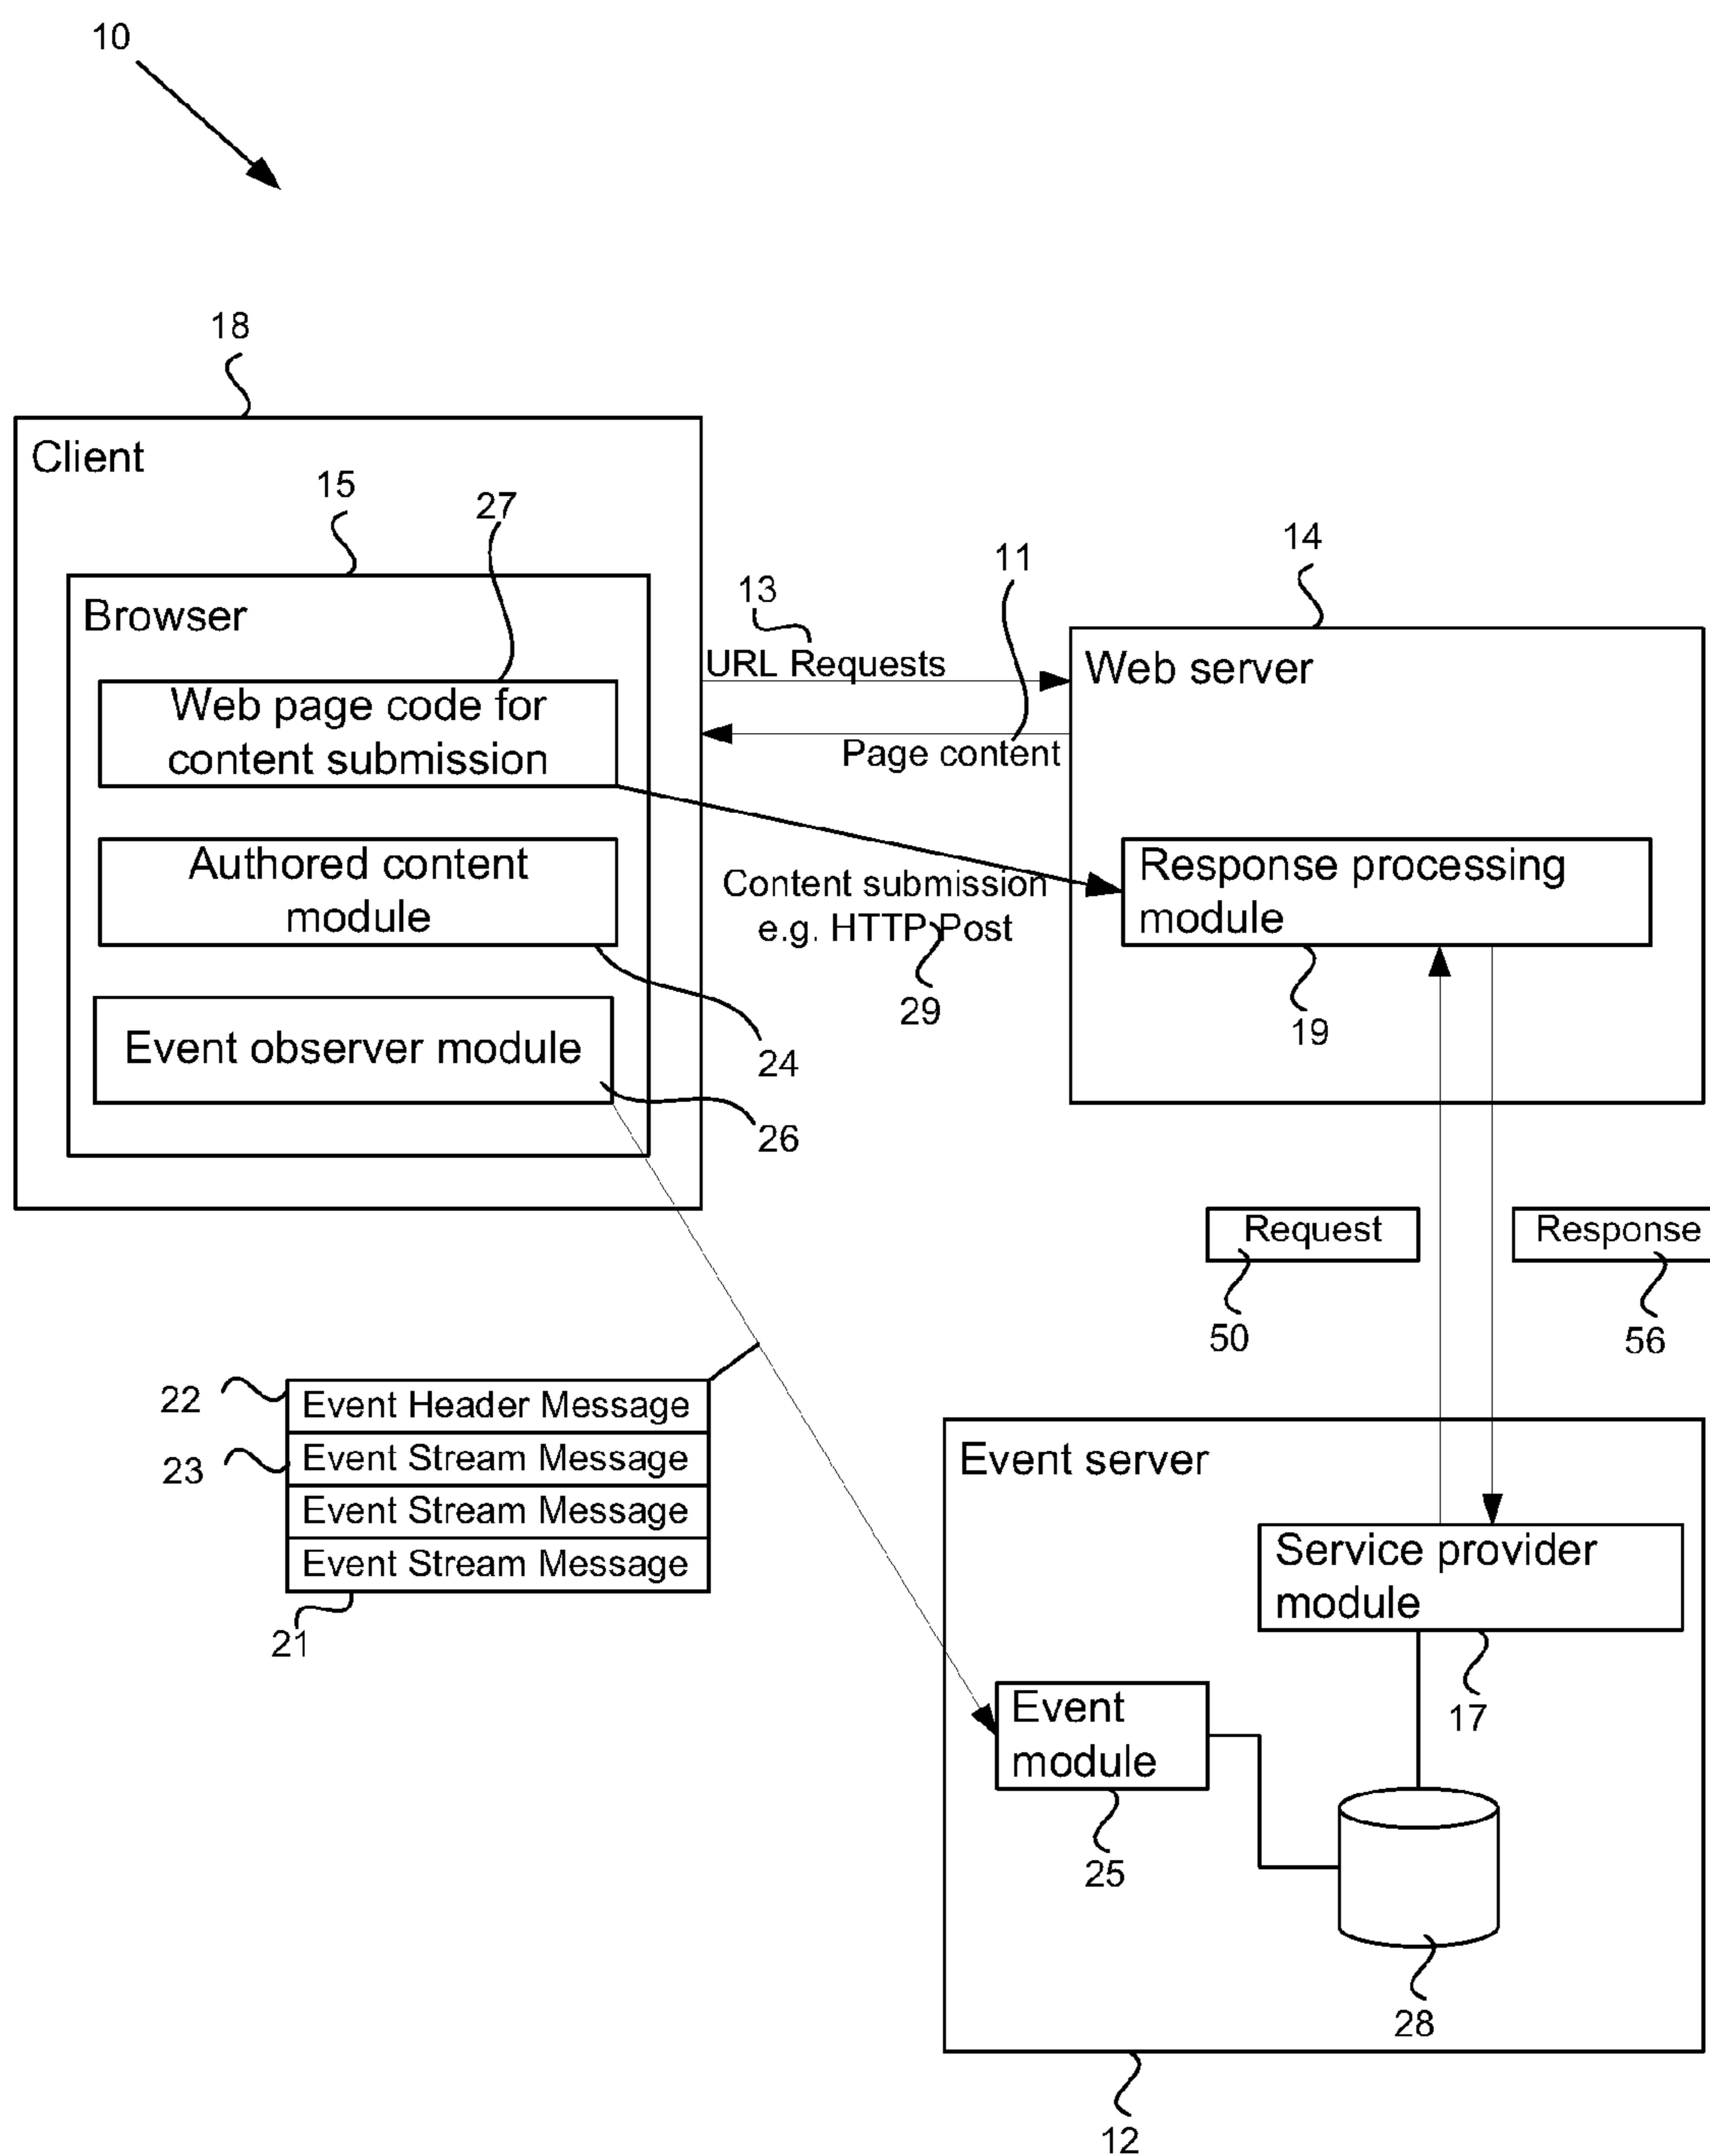 10
18
Client
15
27
Browser
Web page code for
content submission
Authored content
module
Event observer module
24
26
13
URL Requests
11
Page content
Content submission
e.g. HTTP Post
29
14
Web server
Response processing
module
19
Request
50
Response
56
22
Event Header Message
23
Event Stream Message
Event Stream Message
Event Stream Message
21
Event server
Service provider
module
17
Event
module
25
28
12